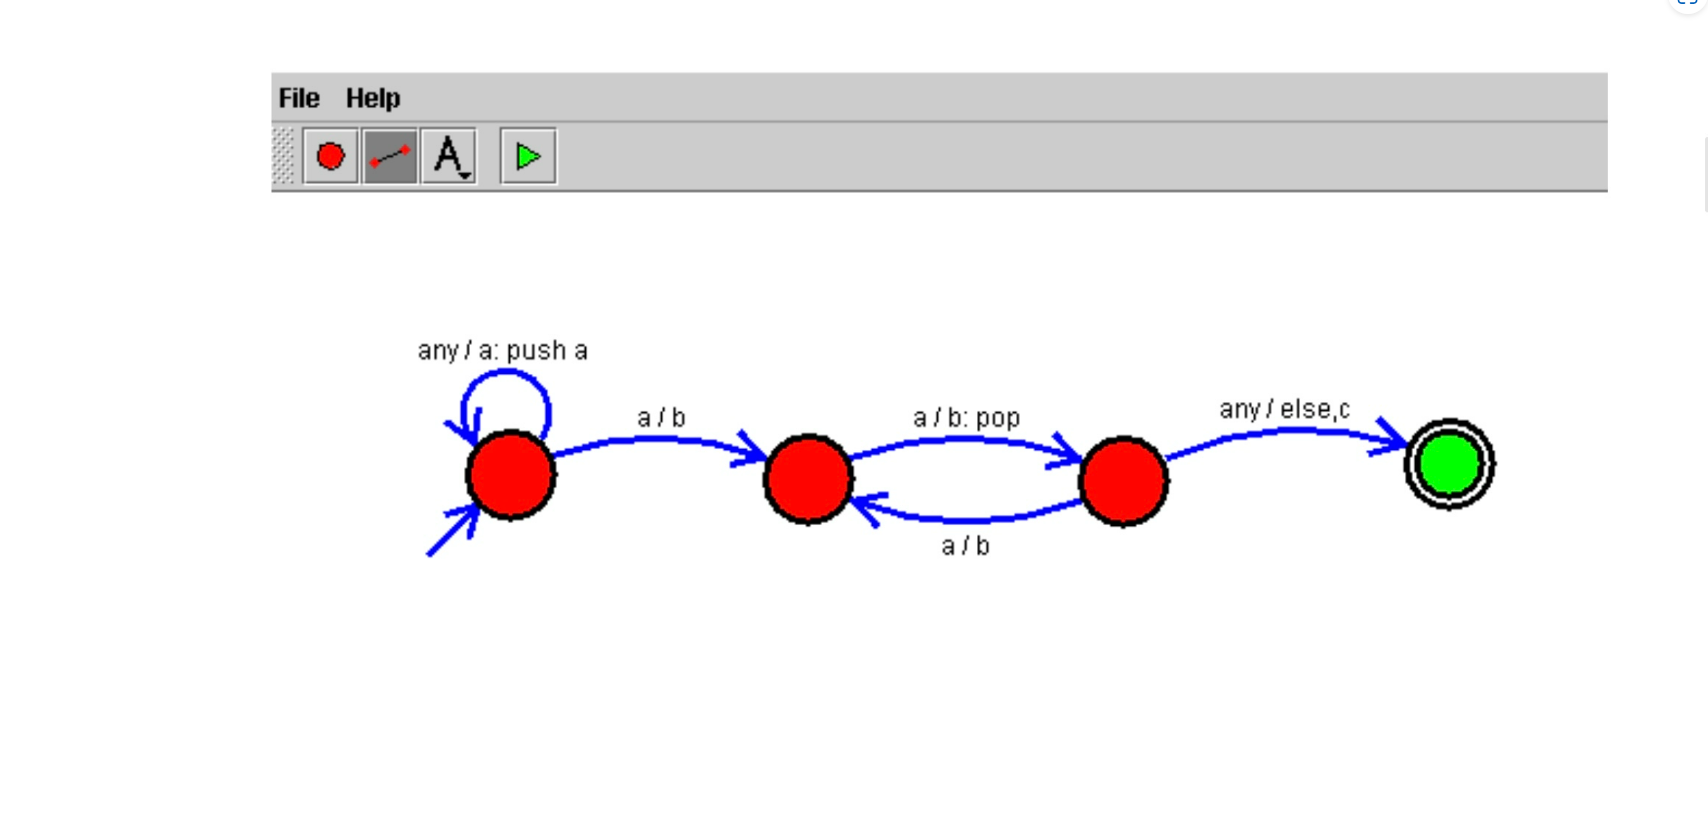 File Help
A
any / a: push a
a / b
a / b: pop
any / else,c
a / b